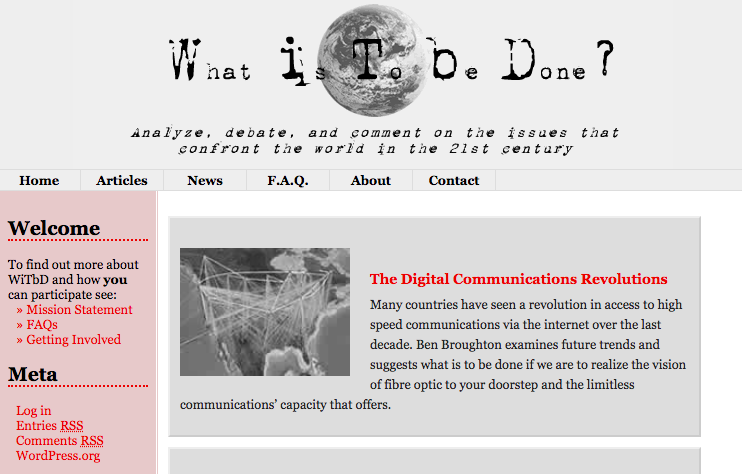 What is To be Done?
Analyze, debate, and comment on the issues that
confront the world in the 21st century
Home Articles News F.A.Q. About Contact
Welcome
To find out more about
WiTbD and how you
can participate see:
» Mission Statement
» FAQs
» Getting Involved
Meta
Log in
Entries RSS
Comments RSS
WordPress.org
The Digital Communications Revolutions
Many countries have seen a revolution in access to high
speed communications via the internet over the last
decade. Ben Broughton examines future trends and
suggests what is to be done if we are to realize the vision
of fibre optic to your doorstep and the limitless
communications’ capacity that offers.